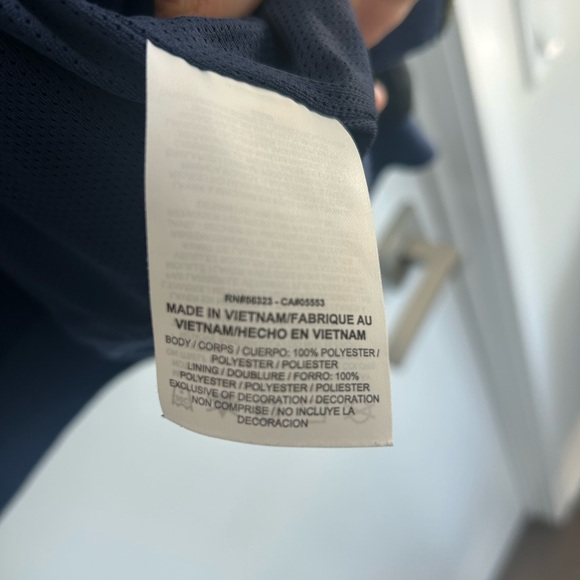 RN#56323 - CA#05553
MADE IN VIETNAM/FABRIQUE AU
VIETNAM/HECHO EN VIETNAM
BODY / CORPS / CUERPO: 100% POLYESTER /
POLYESTER / POLIESTER
LINING / DOUBLURE / FORRO: 100%
POLYESTER / POLYESTER / POLIESTER
EXCLUSIVE OF DECORATION / DECORATION
NON COMPRISE / NO INCLUYE LA
DECORACION